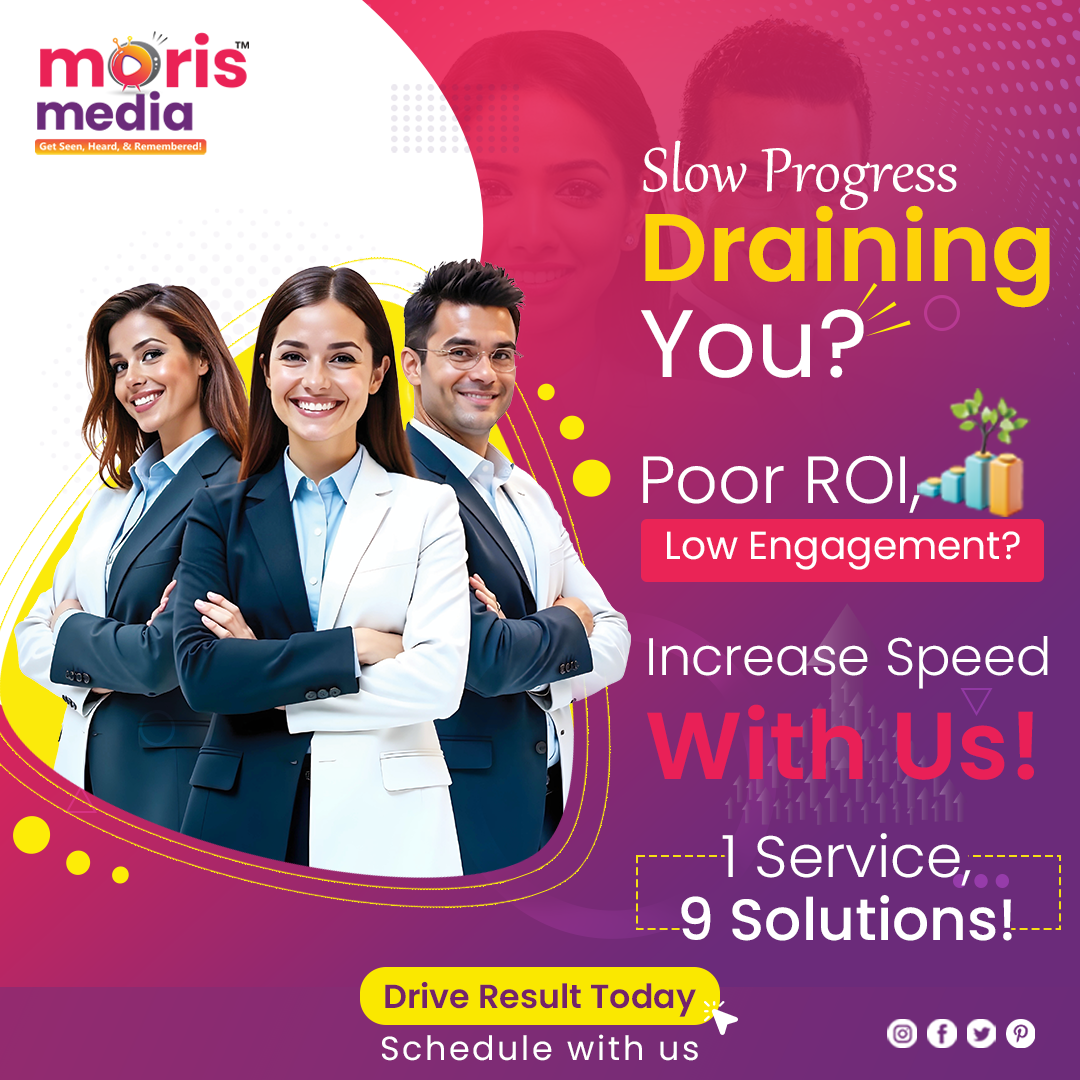 moris™
media
Get Seen, Heard, & Remembered!
Slow Progress
Draining
You?
Poor ROI,
Low Engagement?
Increase Speed
With Us!
1 Service,
9 Solutions!
Drive Result Today
Schedule with us